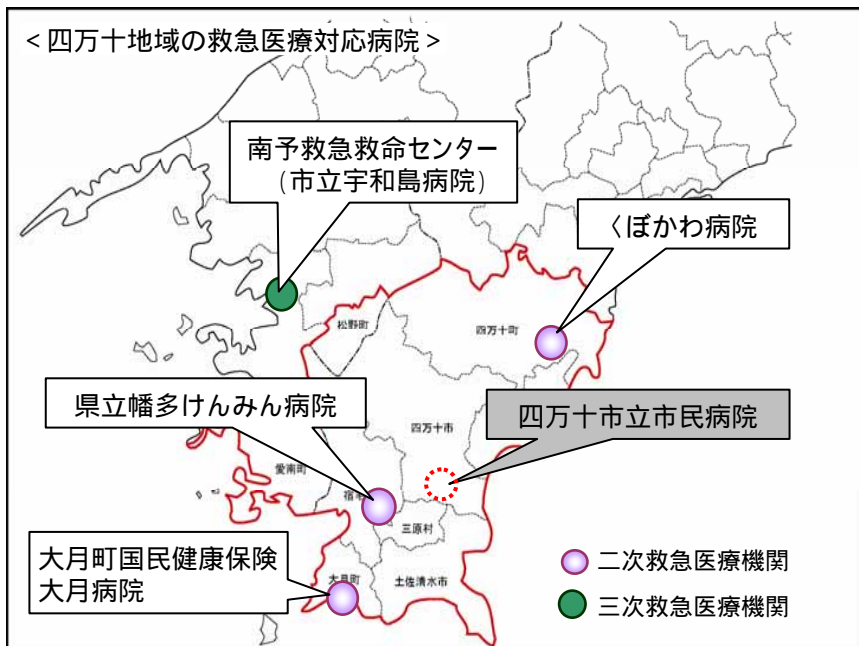 ＜四万十地域の救急医療対応病院＞
南予救急救命センター
(市立宇和島病院)
くぼかわ病院
松野町
四万十町
県立幡多けんみん病院
四万十市立市民病院
四万十市
愛南町
三原村
大月町国民健康保険
大月病院
大月町
土佐清水市
二次救急医療機関
三次救急医療機関